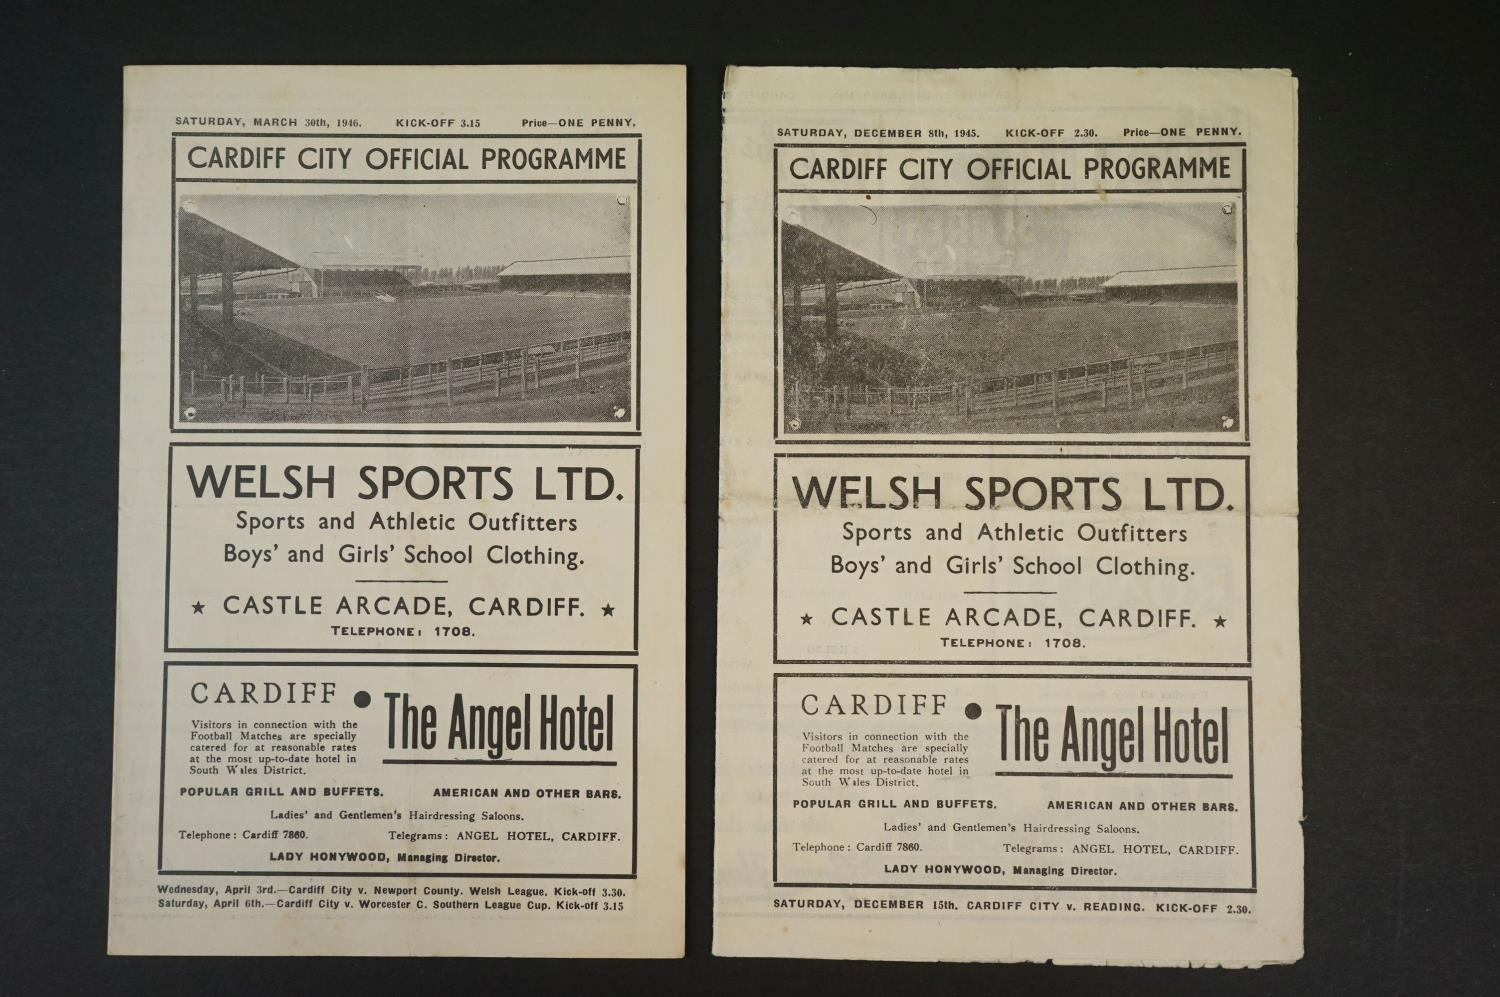 SATURDAY, MARCH 30th, 1946. KICK-OFF 3.15 Price—ONE PENNY.
CARDIFF CITY OFFICIAL PROGRAMME
WELSH SPORTS LTD.
Sports and Athletic Outfitters
Boys' and Girls' School Clothing.
★ CASTLE ARCADE, CARDIFF. ★
TELEPHONE: 1708.
CARDIFF ● The Angel Hotel
Visitors in connection with the
Football Matches are specially
catered for at reasonable rates
at the most up-to-date hotel in
South Wales District.
POPULAR GRILL AND BUFFETS. AMERICAN AND OTHER BARS.
Ladies' and Gentlemen's Hairdressing Saloons.
Telephone: Cardiff 7860. Telegrams: ANGEL HOTEL, CARDIFF.
LADY HONYWOOD, Managing Director.
Wednesday, April 3rd.—Cardiff City v. Newport County. Welsh League. Kick-off 3.30.
Saturday, April 6th.—Cardiff City v. Worcester C. Southern League Cup. Kick-off 3.15
SATURDAY, DECEMBER 8th, 1945. KICK-OFF 2.30. Price—ONE PENNY.
CARDIFF CITY OFFICIAL PROGRAMME
WELSH SPORTS LTD.
Sports and Athletic Outfitters
Boys' and Girls' School Clothing.
★ CASTLE ARCADE, CARDIFF. ★
TELEPHONE: 1708.
CARDIFF ● The Angel Hotel
Visitors in connection with the
Football Matches are specially
catered for at reasonable rates
at the most up-to-date hotel in
South Wales District.
POPULAR GRILL AND BUFFETS. AMERICAN AND OTHER BARS.
Ladies' and Gentlemen's Hairdressing Saloons.
Telephone: Cardiff 7860. Telegrams: ANGEL HOTEL, CARDIFF.
LADY HONYWOOD, Managing Director.
SATURDAY, DECEMBER 15th. CARDIFF CITY v. READING. KICK-OFF 2.30.